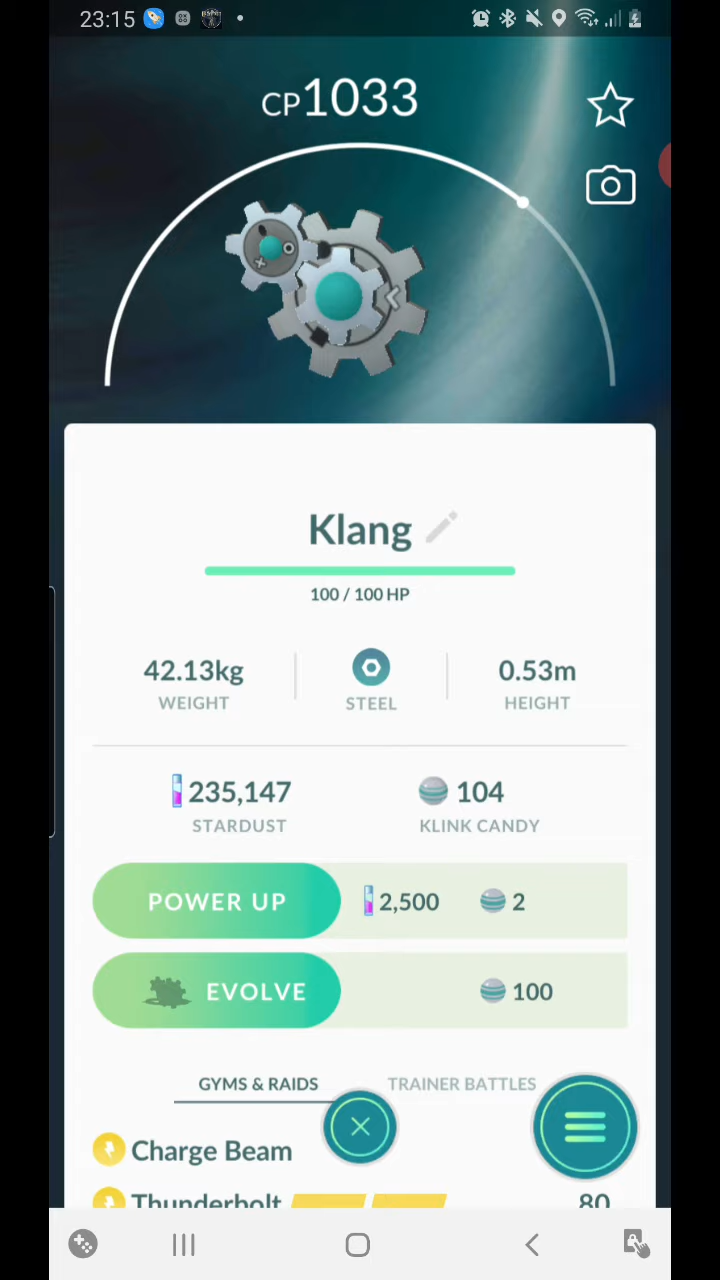 23:15
CP1033
Klang
100 / 100 HP
42.13kg
WEIGHT
STEEL
0.53m
HEIGHT
235,147
STARDUST
104
KLINK CANDY
POWER UP 2,500 2
EVOLVE 100
GYMS & RAIDS TRAINER BATTLES
Charge Beam
Thunderbolt 80